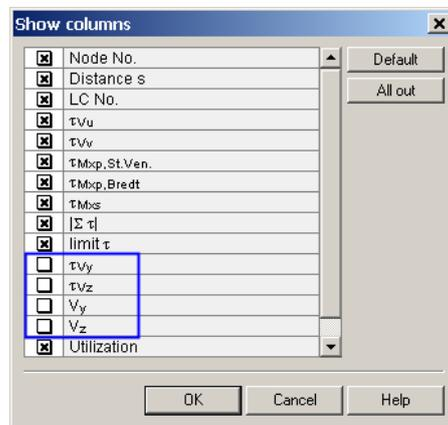 Show columns
Node No.
Default
Distance s
All out
LC No.
τVu
τVv
τMxp,St.Ven.
τMxp,Bredt
τMxs
|Σ τ|
limit τ
τVy
τVz
Vy
Vz
Utilization
OK
Cancel
Help